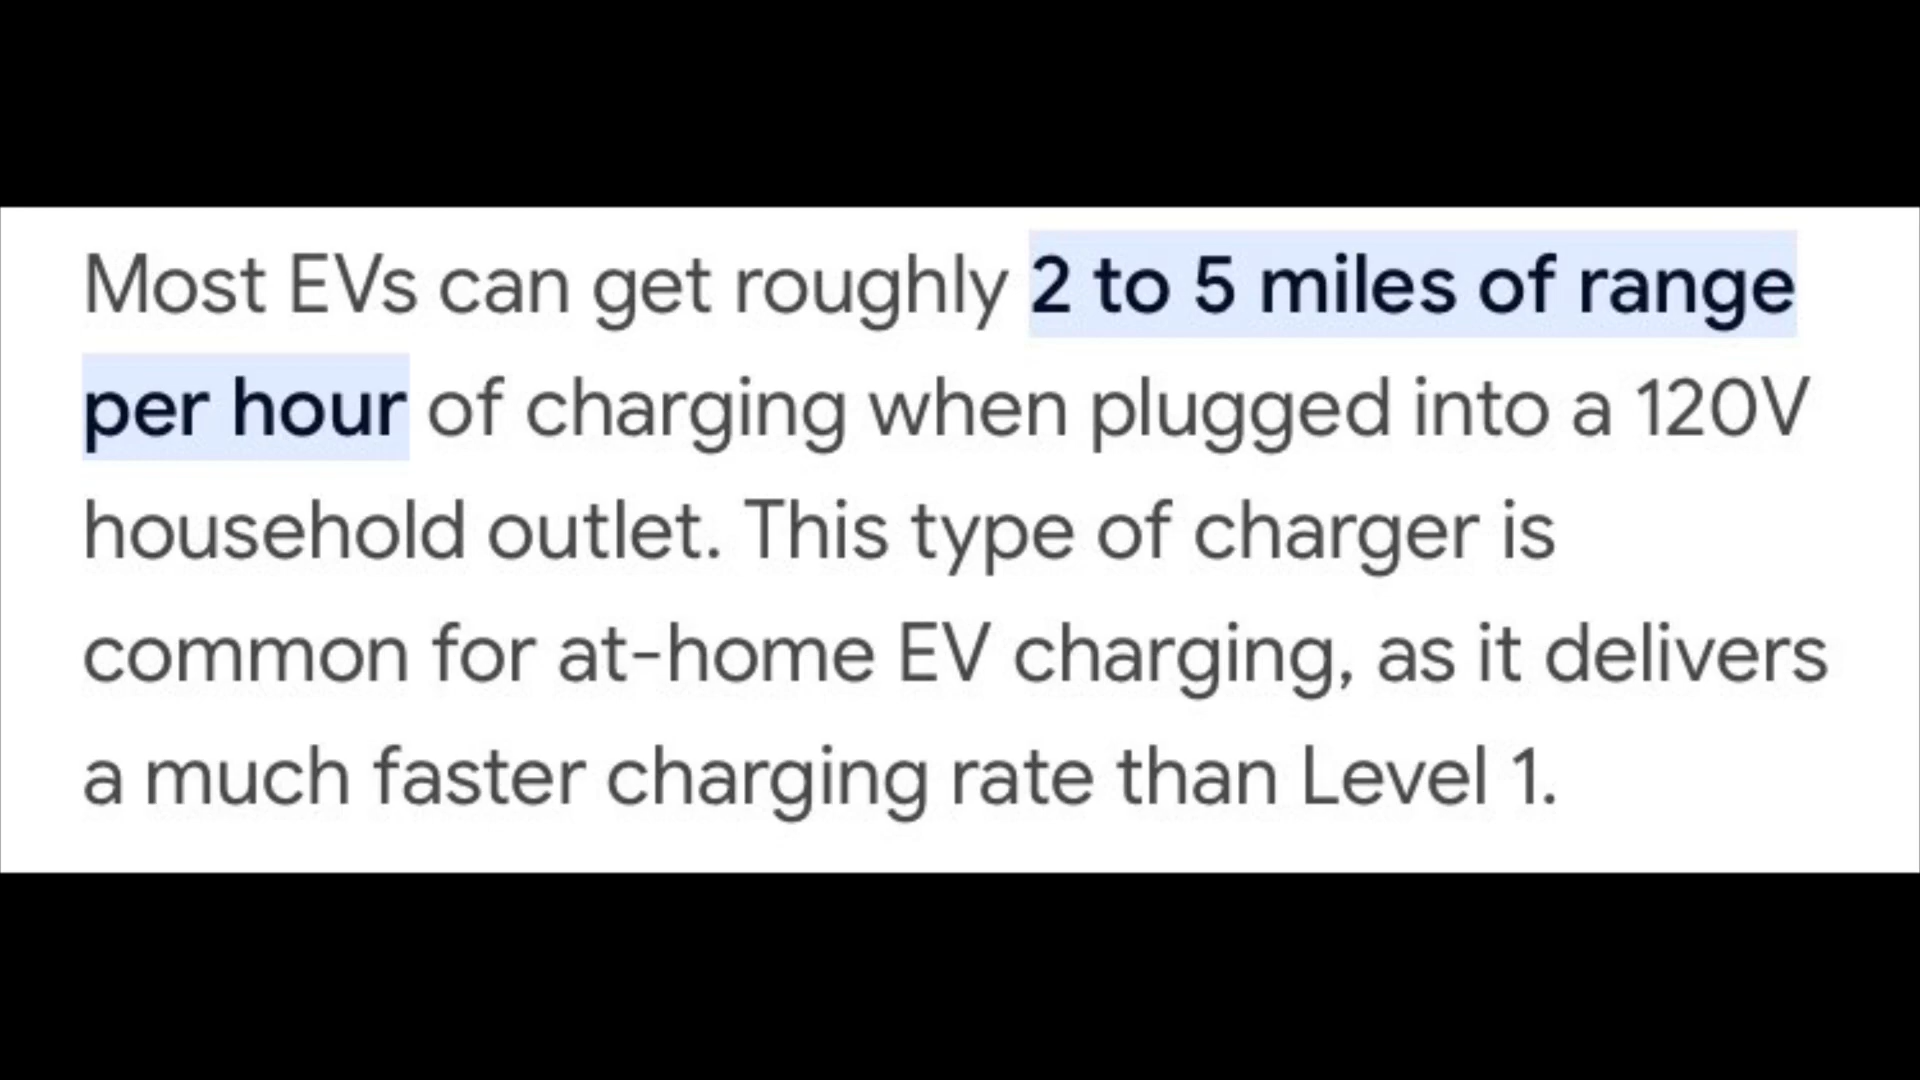 Most EVs can get roughly 2 to 5 miles of range
per hour of charging when plugged into a 120V
household outlet. This type of charger is
common for at-home EV charging, as it delivers
a much faster charging rate than Level 1.